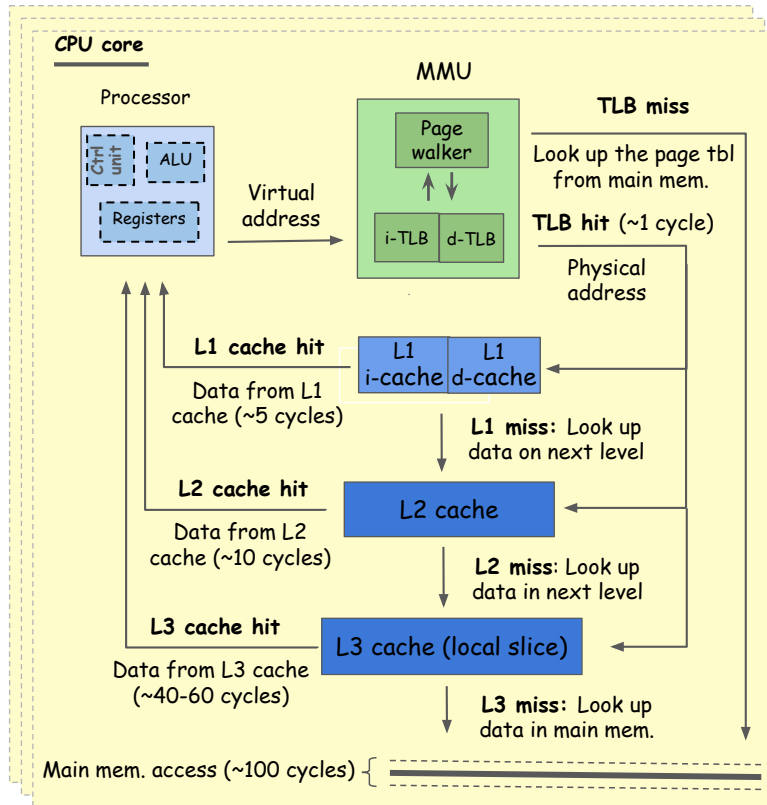 CPU core
Processor
Ctrl
unit
ALU
Registers
Virtual
address
MMU
Page
walker
i-TLB
d-TLB
TLB miss
Look up the page tbl
from main mem.
TLB hit (~1 cycle)
Physical
address
L1 cache hit
Data from L1
cache (~5 cycles)
L1
i-cache
L1
d-cache
L1 miss: Look up
data on next level
L2 cache hit
Data from L2
cache (~10 cycles)
L2 cache
L2 miss: Look up
data in next level
L3 cache hit
Data from L3 cache
(~40-60 cycles)
L3 cache (local slice)
L3 miss: Look up
data in main mem.
Main mem. access (~100 cycles)